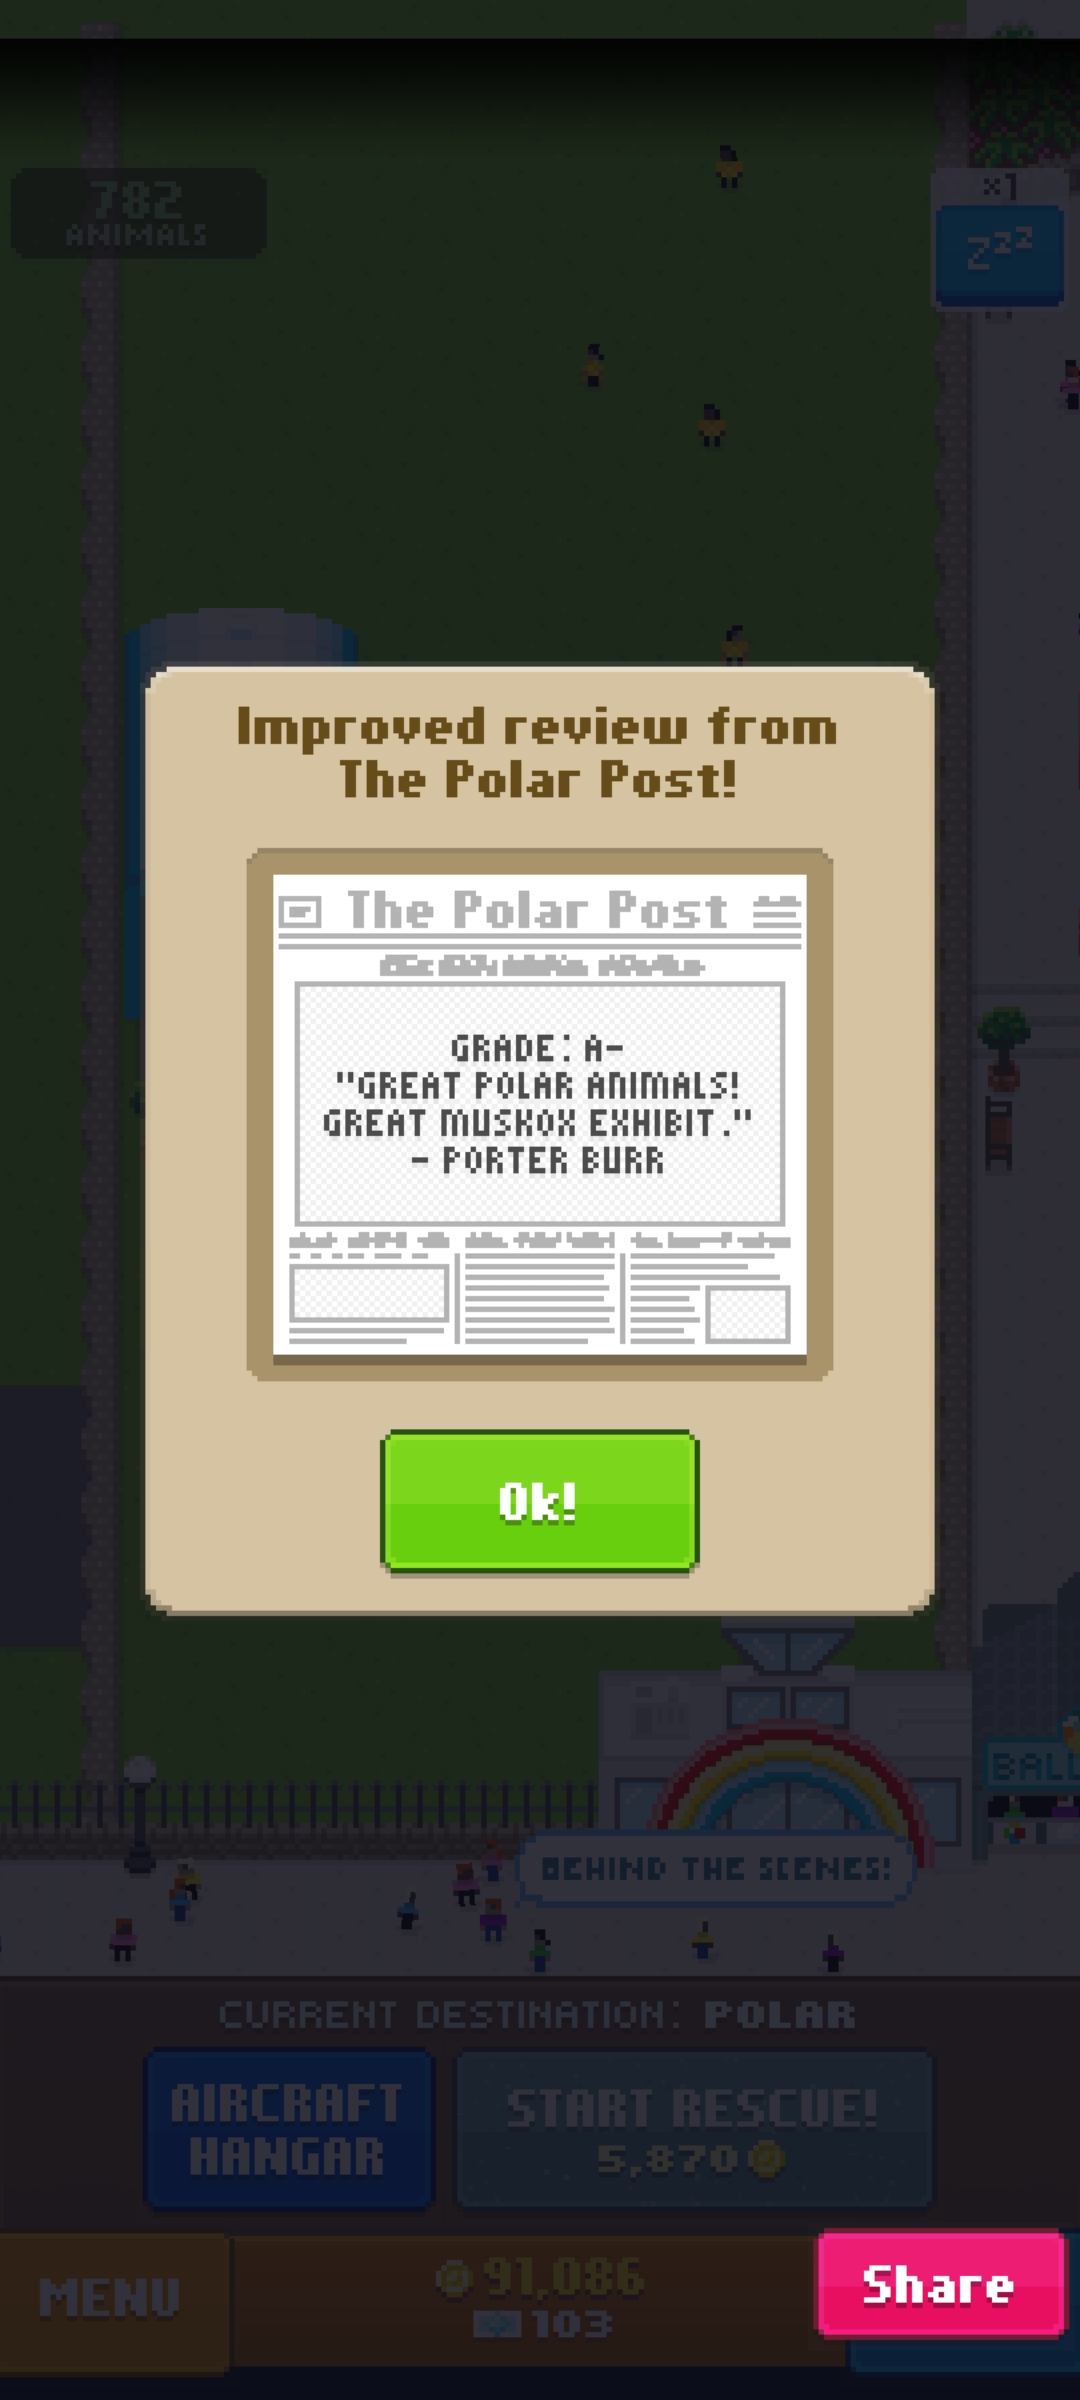 782
ANIMALS
x1
Zzz
Improved review from
The Polar Post!
The Polar Post
GRADE: A-
"GREAT POLAR ANIMALS!
GREAT MUSKOX EXHIBIT."
- PORTER BURR
Ok!
BALL
BEHIND THE SCENES!
CURRENT DESTINATION: POLAR
AIRCRAFT
HANGAR
START RESCUE!
5,870
MENU
91,086
103
Share